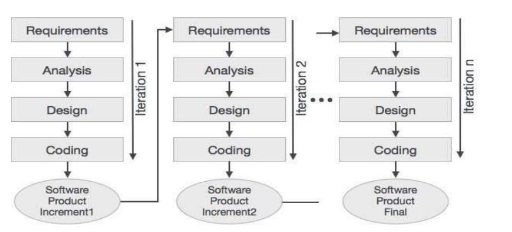 Requirements
Analysis
Design
Coding
Software
Product
Increment1
Iteration 1
Requirements
Analysis
Design
Coding
Software
Product
Increment2
Iteration 2
Requirements
Analysis
Design
Coding
Software
Product
Final
Iteration n